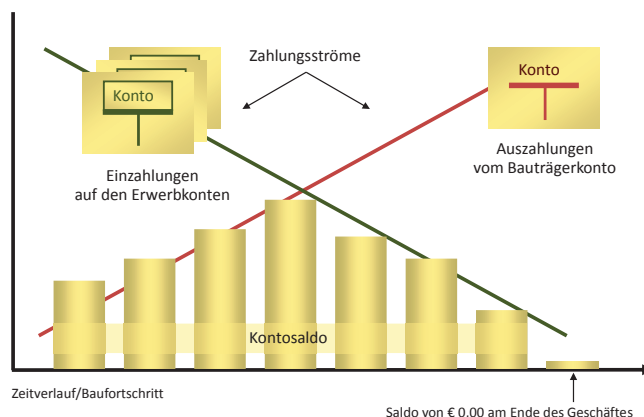 Zahlungsströme
Konto
Konto
Einzahlungen
auf den Erwerbkonten
Auszahlungen
vom Bauträgerkonto
Kontosaldo
Zeitverlauf/Baufortschritt
Saldo von € 0.00 am Ende des Geschäftes